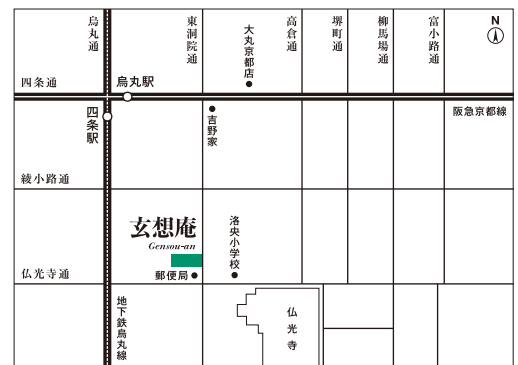 烏丸通
東洞院通
大丸京都店
高倉通
堺町通
柳馬場通
富小路通
N
四条通
烏丸駅
四条駅
吉野家
阪急京都線
綾小路通
玄想庵
Gensou-an
洛央小学校
仏光寺通
郵便局
地下鉄烏丸線
仏光寺